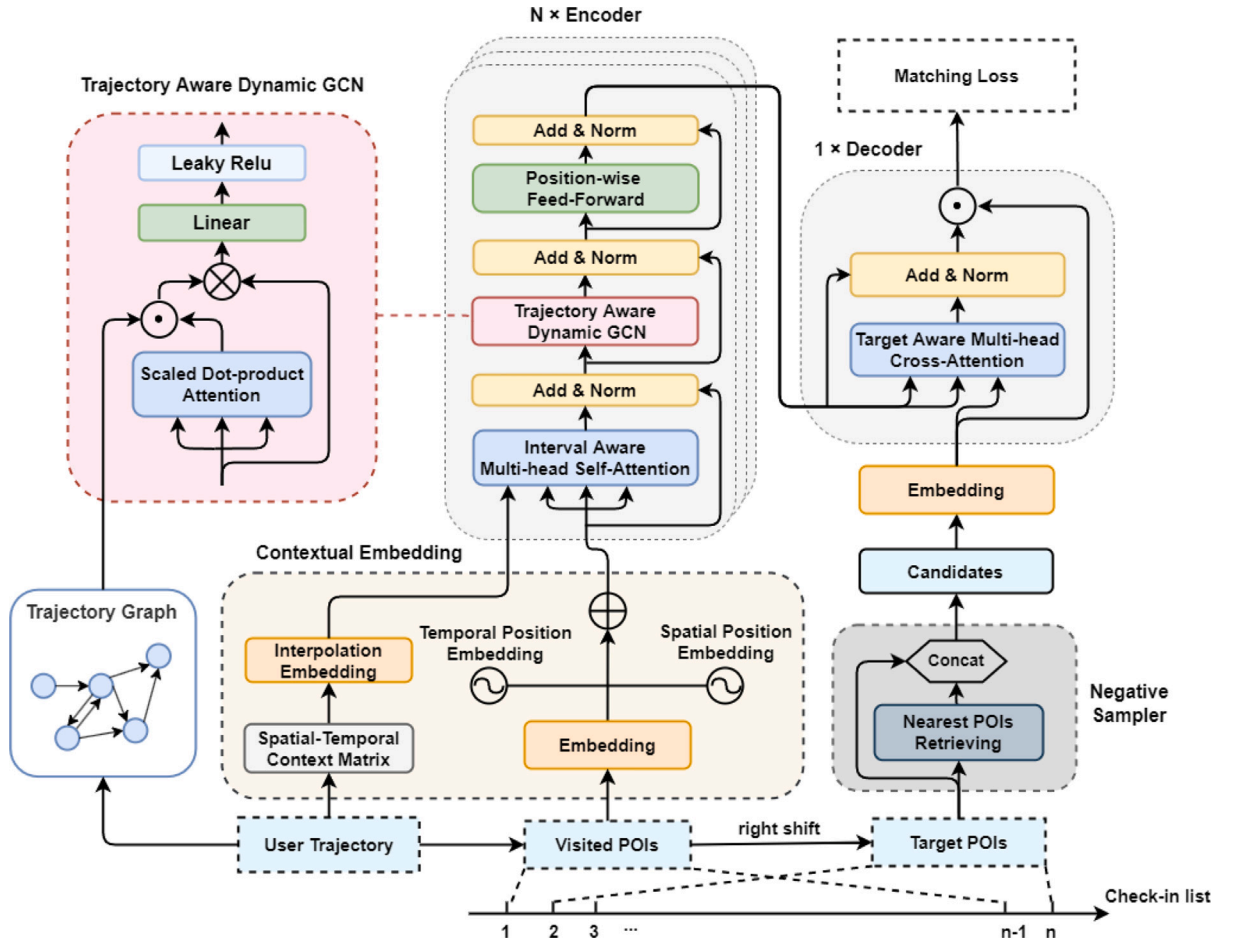 N × Encoder
Trajectory Aware Dynamic GCN
Leaky Relu
Linear
Scaled Dot-product
Attention
Add & Norm
Position-wise
Feed-Forward
Add & Norm
Trajectory Aware
Dynamic GCN
Add & Norm
Interval Aware
Multi-head Self-Attention
Matching Loss
1 × Decoder
Add & Norm
Target Aware Multi-head
Cross-Attention
Embedding
Candidates
Concat
Nearest POIs
Retrieving
Negative
Sampler
Contextual Embedding
Interpolation
Embedding
Spatial-Temporal
Context Matrix
Temporal Position
Embedding
Spatial Position
Embedding
Embedding
Trajectory Graph
User Trajectory
Visited POIs
right shift
Target POIs
Check-in list
1 2 3 ... n-1 n